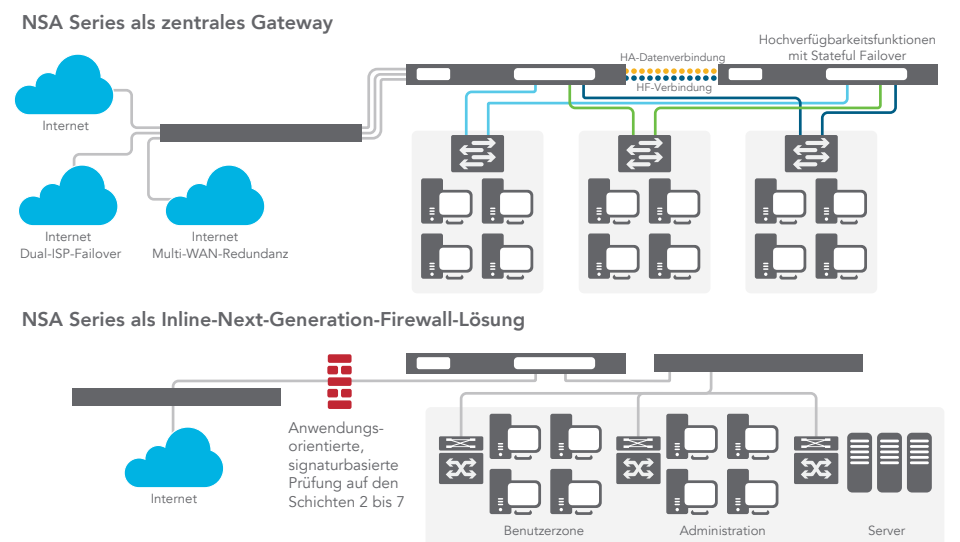 NSA Series als zentrales Gateway
Hochverfügbarkeitsfunktionen
mit Stateful Failover
HA-Datenverbindung
HF-Verbindung
Internet
Internet
Dual-ISP-Failover
Internet
Multi-WAN-Redundanz
NSA Series als Inline-Next-Generation-Firewall-Lösung
Anwendungs-
orientierte,
signaturbasierte
Prüfung auf den
Schichten 2 bis 7
Internet
Benutzerzone
Administration
Server